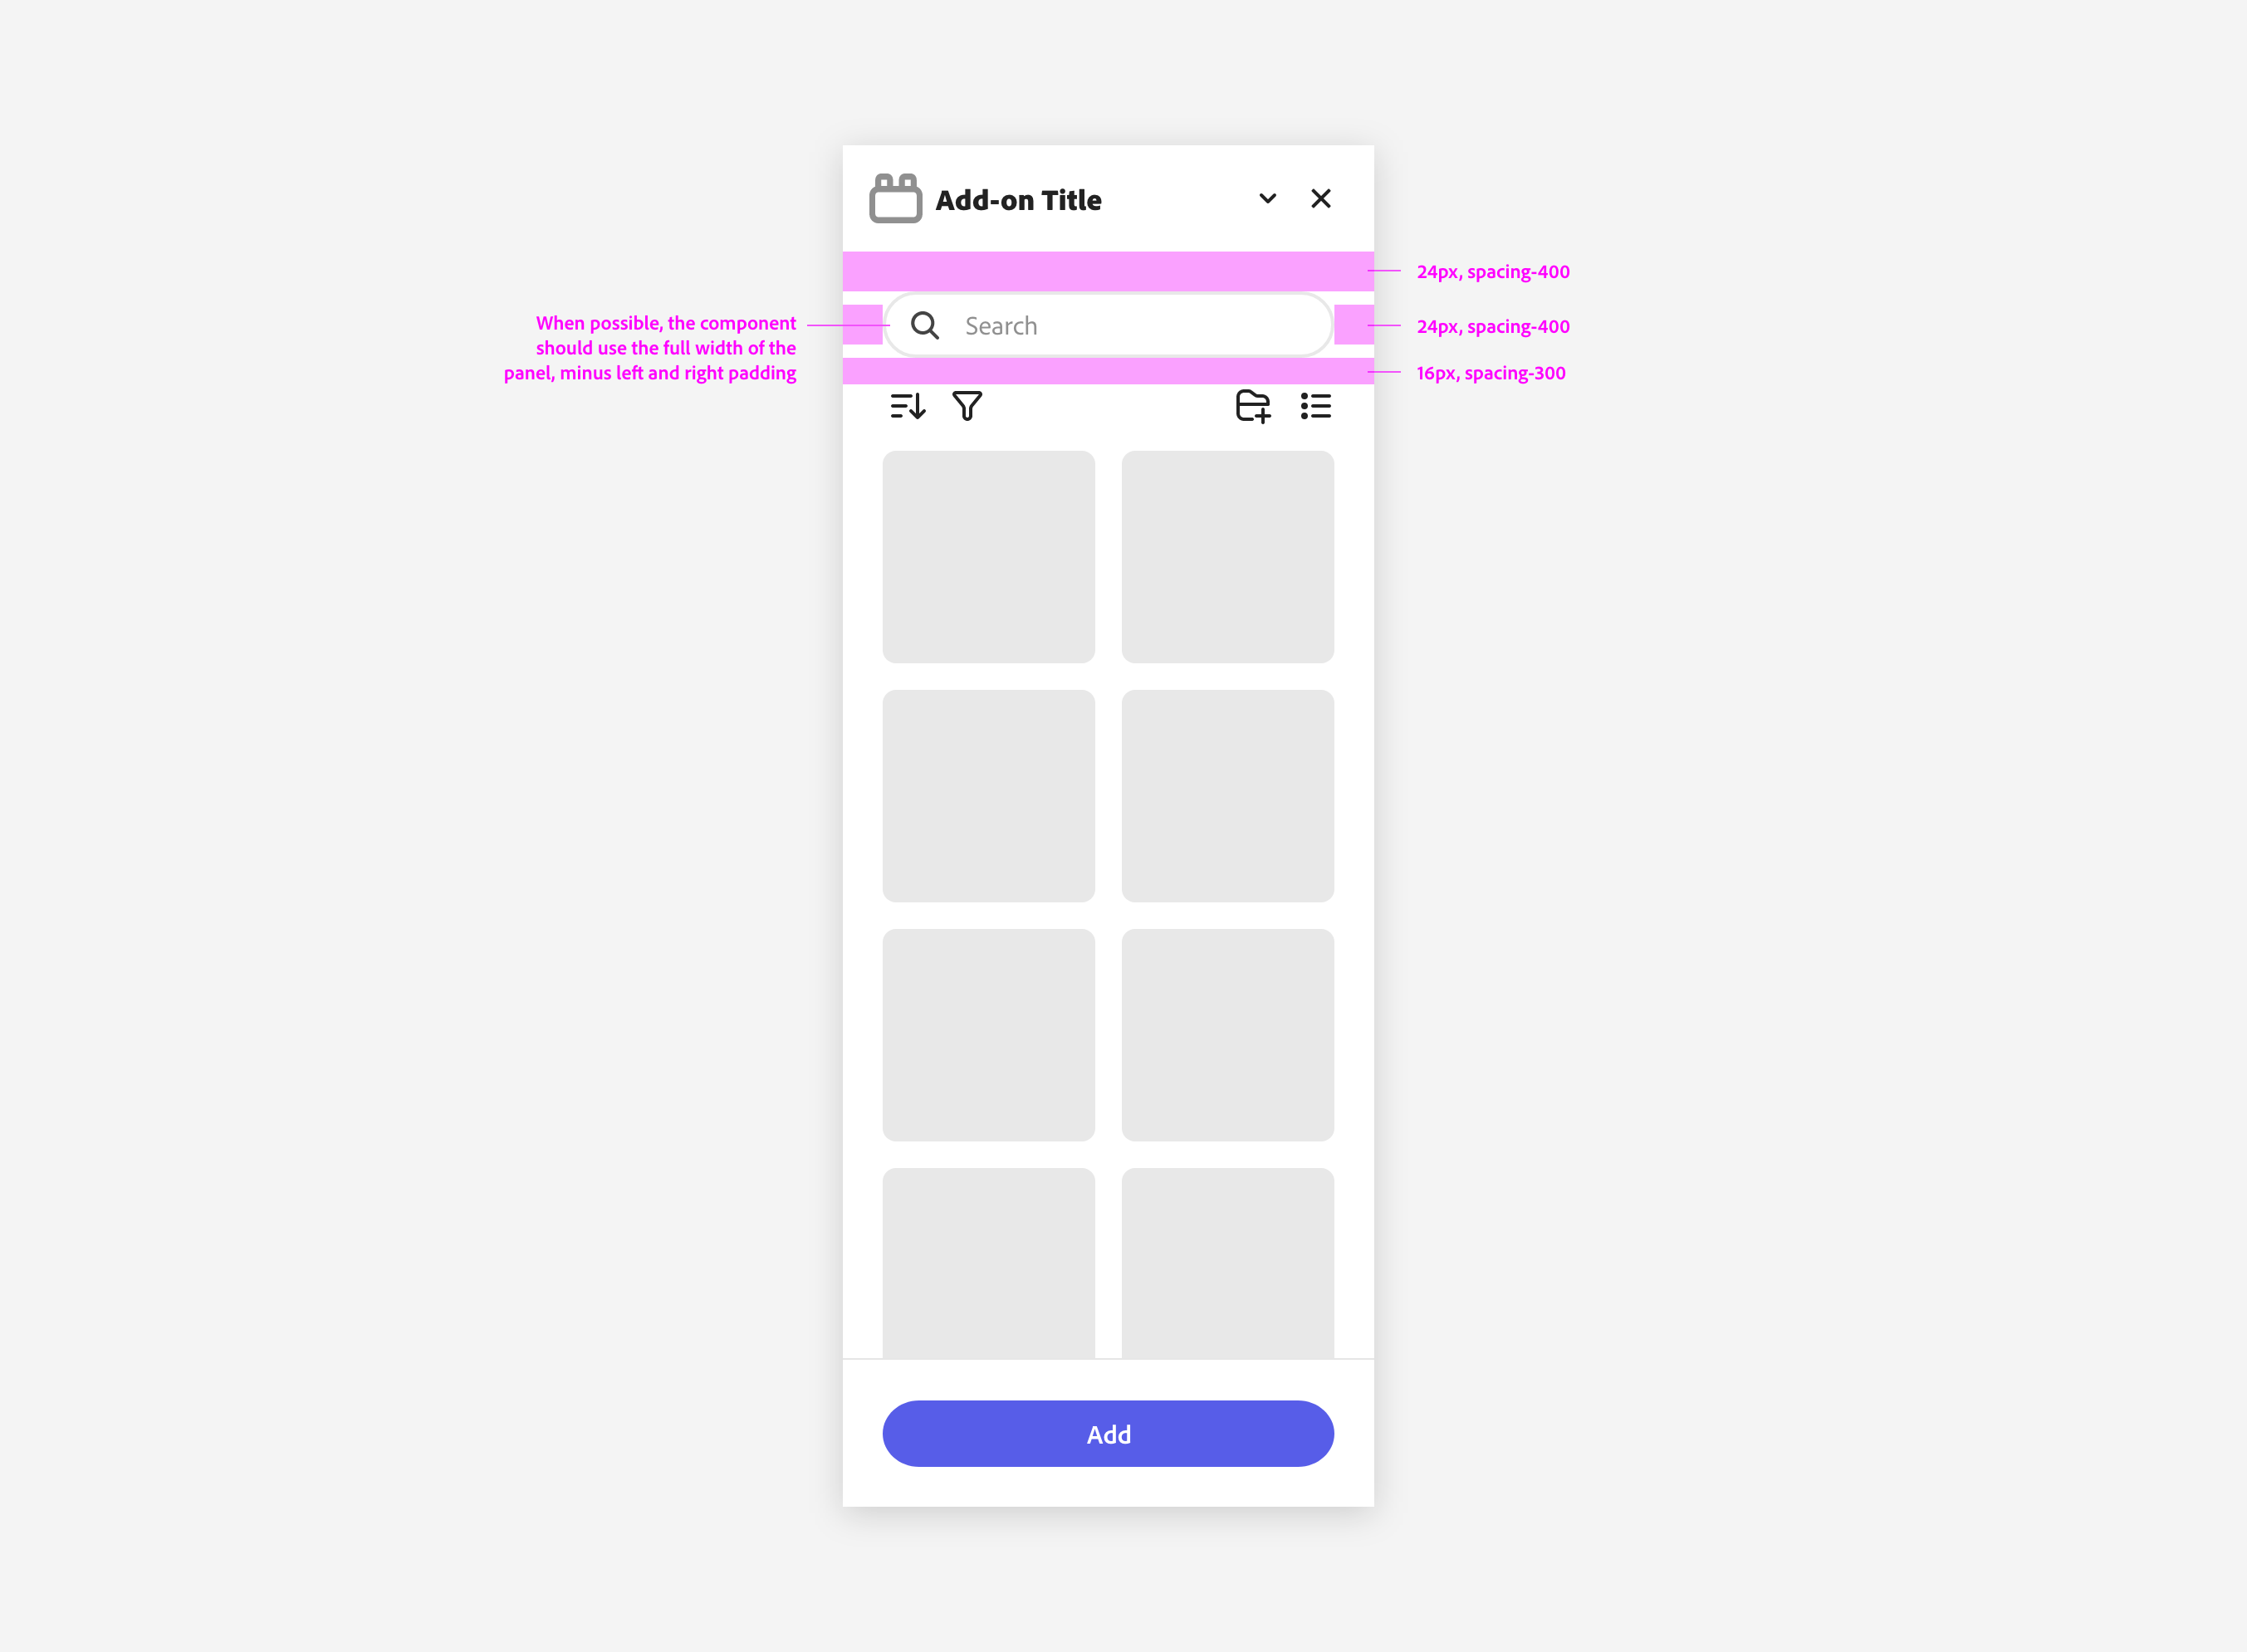 Add-on Title
24px, spacing-400
When possible, the component
should use the full width of the
panel, minus left and right padding
Search
24px, spacing-400
16px, spacing-300
Add